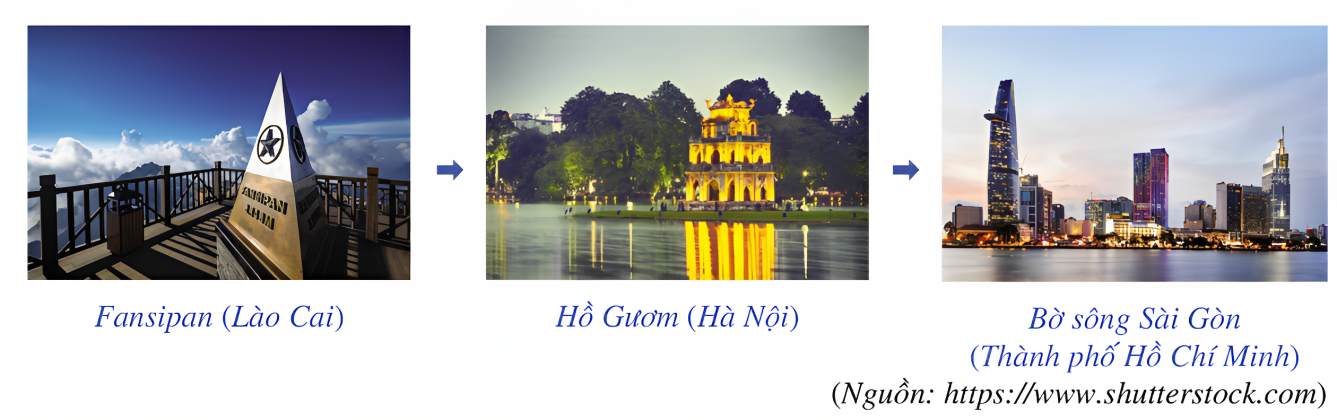 FANSIPAN
Fansipan (Lào Cai)
Hồ Gươm (Hà Nội)
Bờ sông Sài Gòn
(Thành phố Hồ Chí Minh)
(Nguồn: https://www.shutterstock.com)